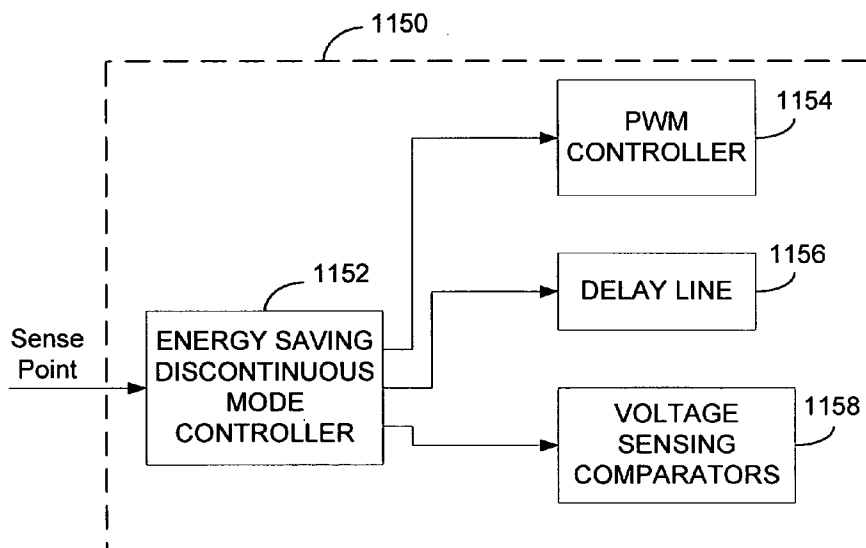 1150
PWM
CONTROLLER
1154
DELAY LINE
1156
1152
ENERGY SAVING
DISCONTINUOUS
MODE
CONTROLLER
Sense
Point
VOLTAGE
SENSING
COMPARATORS
1158